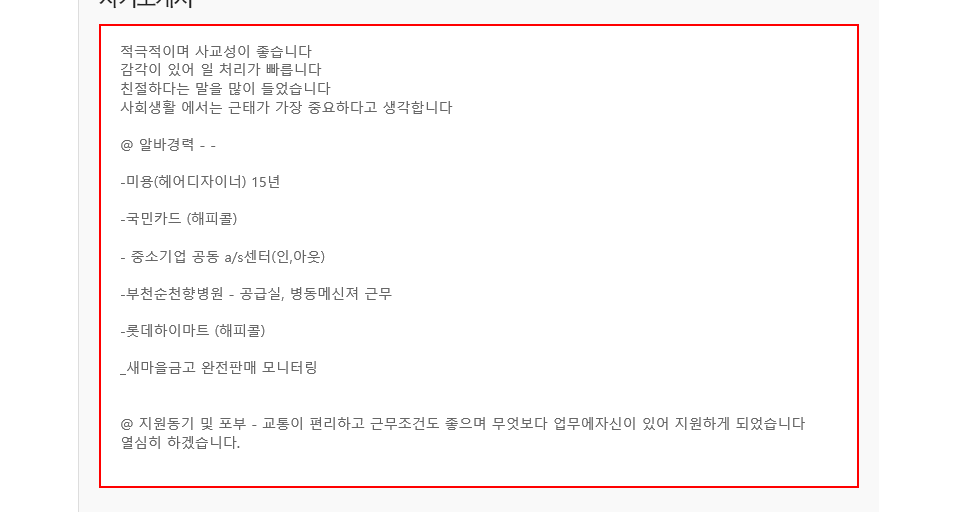 적극적이며 사교성이 좋습니다
감각이 있어 일 처리가 빠릅니다
친절하다는 말을 많이 들었습니다
사회생활 에서는 근태가 가장 중요하다고 생각합니다
@ 알바경력 - -
-미용(헤어디자이너) 15년
-국민카드 (해피콜)
- 중소기업 공동 a/s센터(인,아웃)
-부천순천향병원 - 공급실, 병동메신져 근무
-롯데하이마트 (해피콜)
_새마을금고 완전판매 모니터링
@ 지원동기 및 포부 - 교통이 편리하고 근무조건도 좋으며 무엇보다 업무에자신이 있어 지원하게 되었습니다
열심히 하겠습니다.